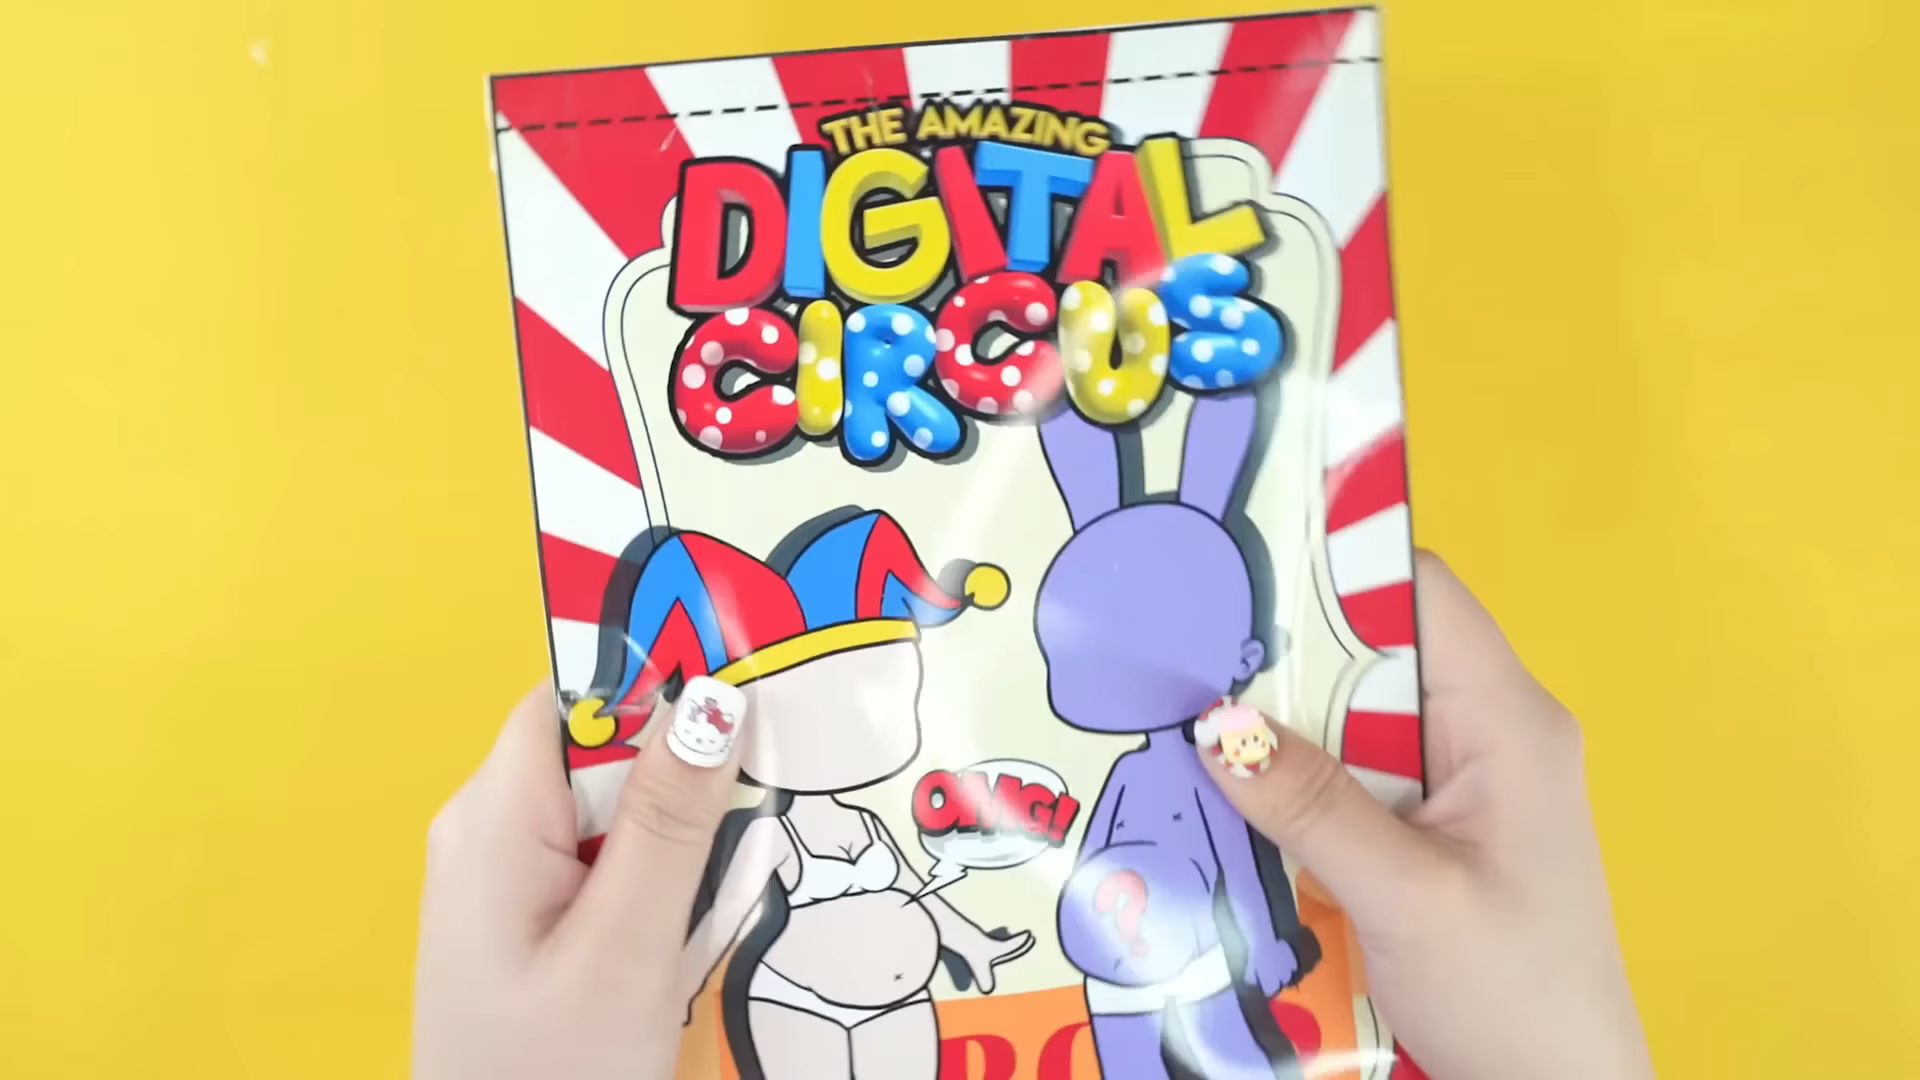 THE AMAZING
DIGITAL
CIRCUS
OMG!
?